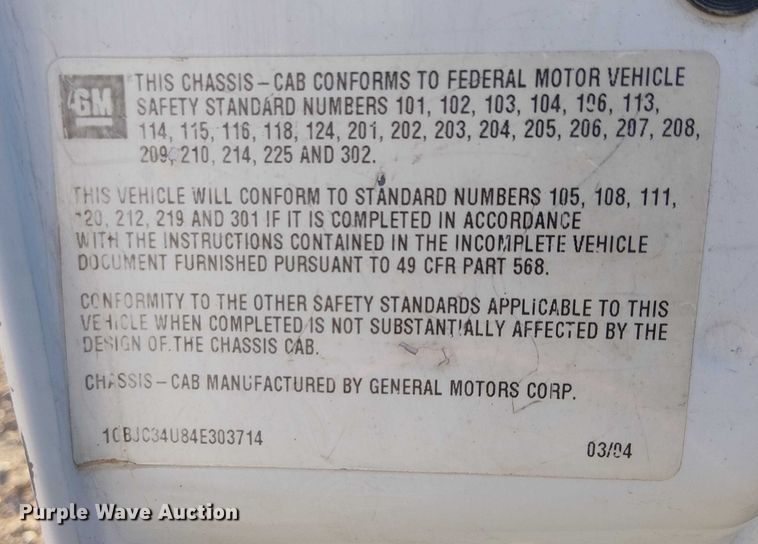 GM
THIS CHASSIS-CAB CONFORMS TO FEDERAL MOTOR VEHICLE
SAFETY STANDARD NUMBERS 101, 102, 103, 104, 106, 113,
114, 115, 116, 118, 124, 201, 202, 203, 204, 205, 206, 207, 208,
209, 210, 214, 225 AND 302.
THIS VEHICLE WILL CONFORM TO STANDARD NUMBERS 105, 108, 111,
120, 212, 219 AND 301 IF IT IS COMPLETED IN ACCORDANCE
WITH THE INSTRUCTIONS CONTAINED IN THE INCOMPLETE VEHICLE
DOCUMENT FURNISHED PURSUANT TO 49 CFR PART 568.
CONFORMITY TO THE OTHER SAFETY STANDARDS APPLICABLE TO THIS
VEHICLE WHEN COMPLETED IS NOT SUBSTANTIALLY AFFECTED BY THE
DESIGN OF THE CHASSIS CAB.
CHASSIS-CAB MANUFACTURED BY GENERAL MOTORS CORP.
1GBJC34U84E303714
03/04
Purple Wave Auction